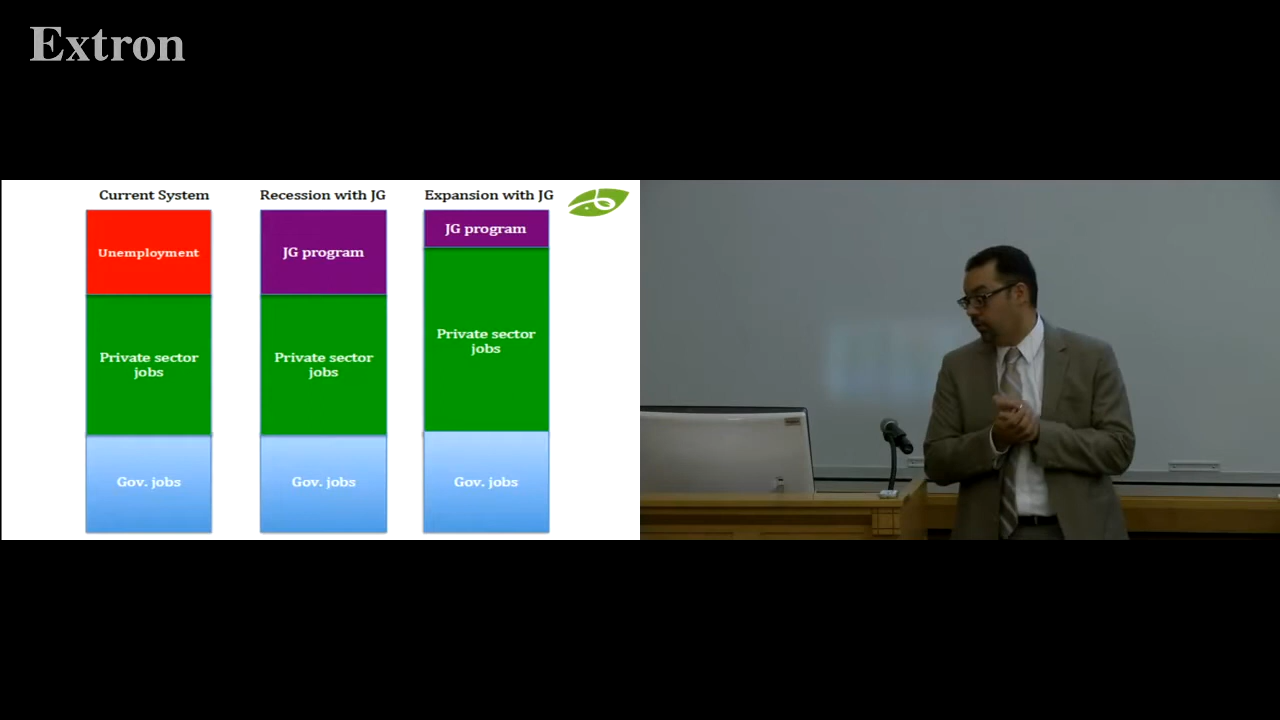 Extron
Current System
Recession with JG
Expansion with JG
Unemployment
JG program
JG program
Private sector
jobs
Private sector
jobs
Private sector
jobs
Gov. jobs
Gov. jobs
Gov. jobs